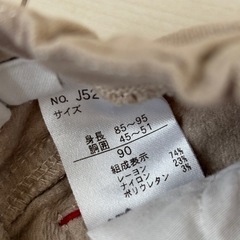 NO. J52
サイズ
身長 85~95
胴囲 45~51
90
組成表示
レーヨン 74%
ナイロン 23%
ポリウレタン 3%